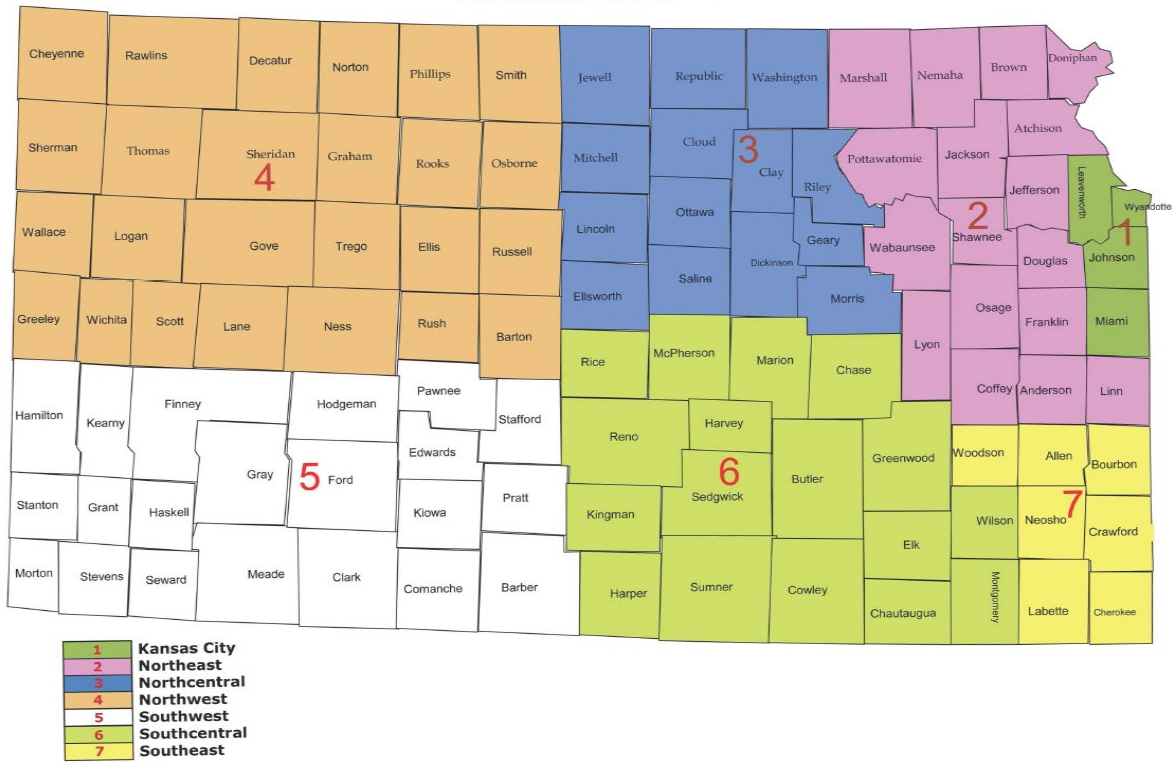 Cheyenne Rawlins Decatur Norton Phillips Smith Jewell Republic Washington Marshall Nemaha Brown Doniphan
Sherman Thomas Sheridan Graham Rooks Osborne Mitchell Cloud Clay Riley Pottawatomie Jackson Atchison
4 3 Jefferson Leavenworth Wyandotte
Wallace Logan Gove Trego Ellis Russell Lincoln Ottawa Geary Wabaunsee 2 Shawnee Douglas 1 Johnson
Saline Dickinson
Greeley Wichita Scott Lane Ness Rush Barton Ellsworth Morris Lyon Osage Franklin Miami
Hamilton Kearny Finney Hodgeman Pawnee Stafford Rice McPherson Marion Chase Coffey Anderson Linn
Gray 5 Ford Edwards Reno Harvey 6 Sedgwick Butler Greenwood Woodson Allen Bourbon
Stanton Grant Haskell Kiowa Pratt Kingman Elk Wilson Neosho 7 Crawford
Morton Stevens Seward Meade Clark Comanche Barber Harper Sumner Cowley Chautauqua Montgomery Labette Cherokee
1 Kansas City
2 Northeast
3 Northcentral
4 Northwest
5 Southwest
6 Southcentral
7 Southeast